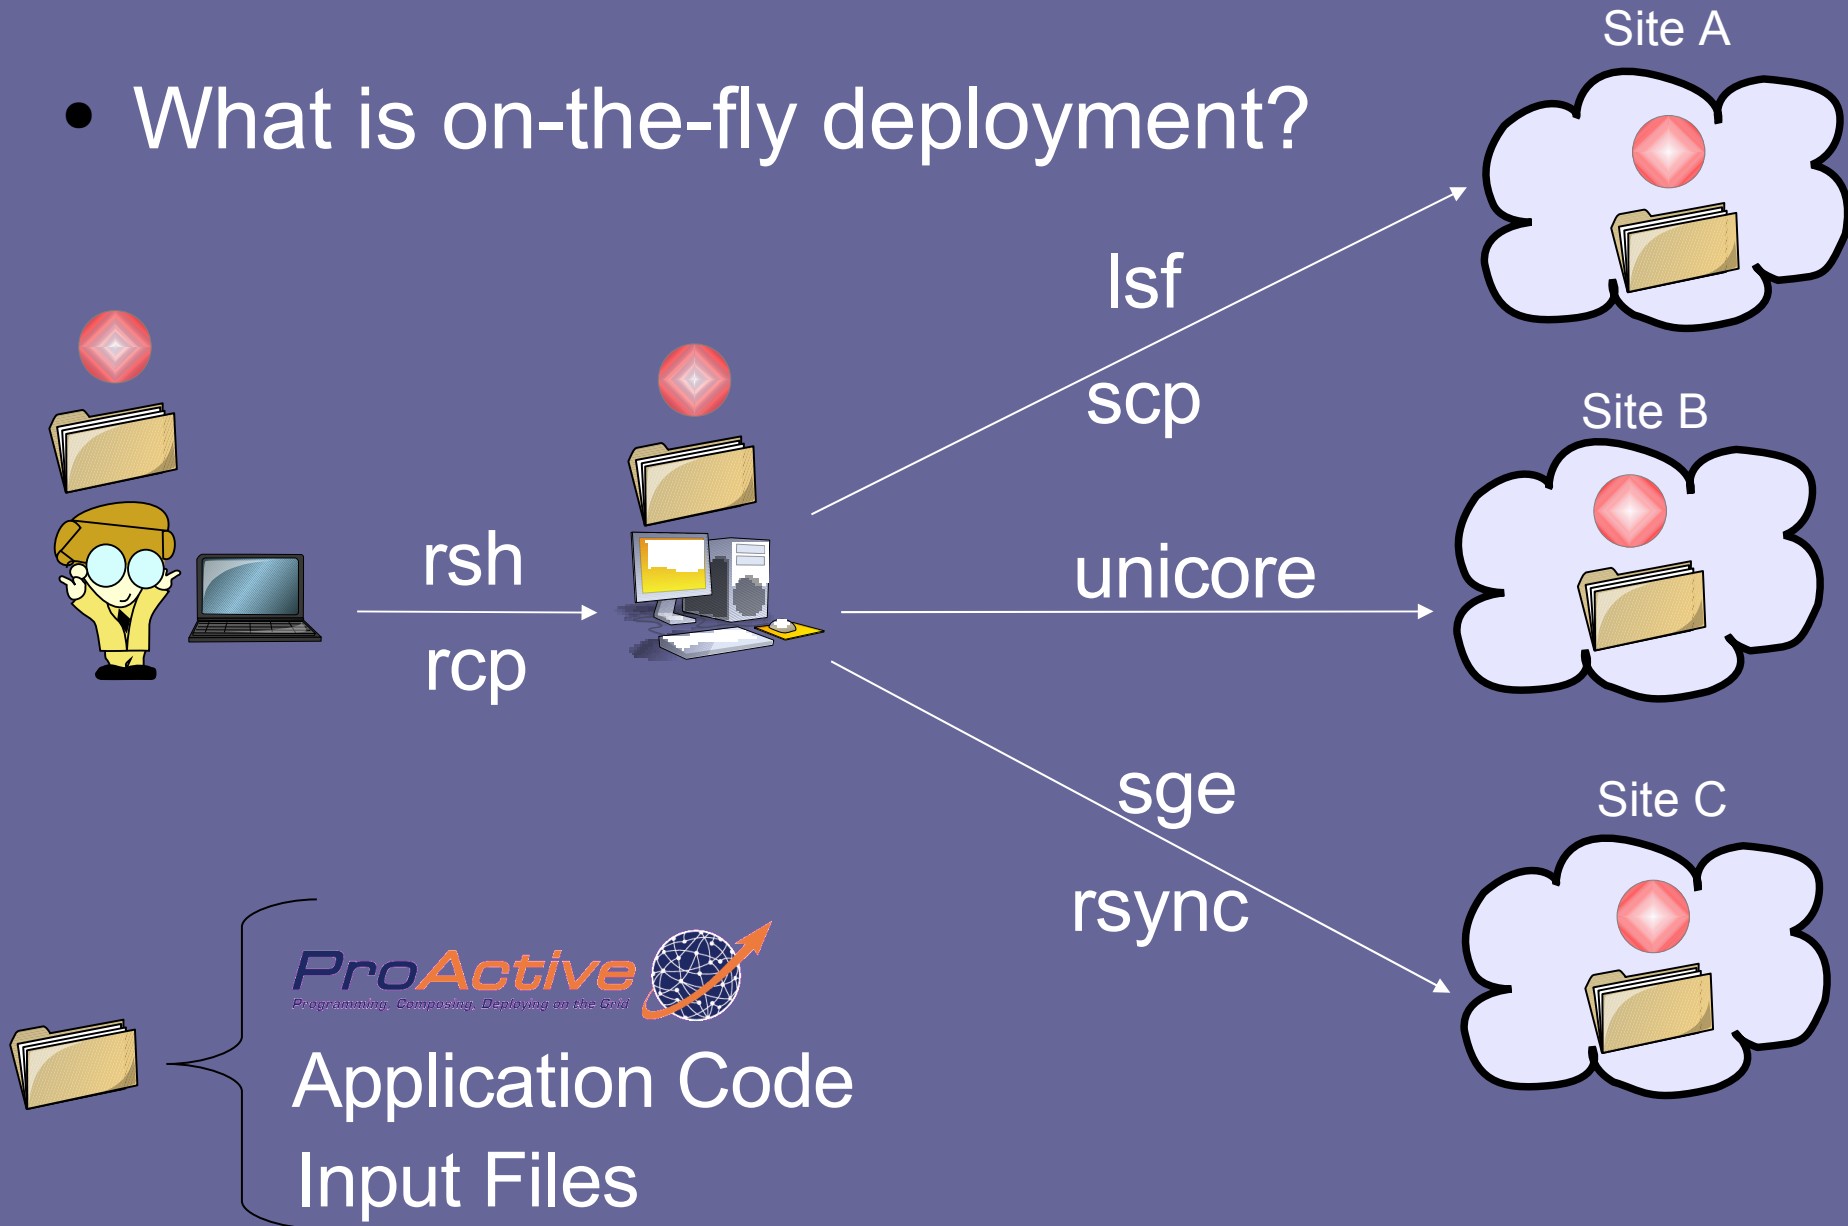 Site A
• What is on-the-fly deployment?
lsf
scp
Site B
rsh
unicore
rcp
sge
Site C
rsync
ProActive
Programming, Composing, Deploying on the Grid
Application Code
Input Files